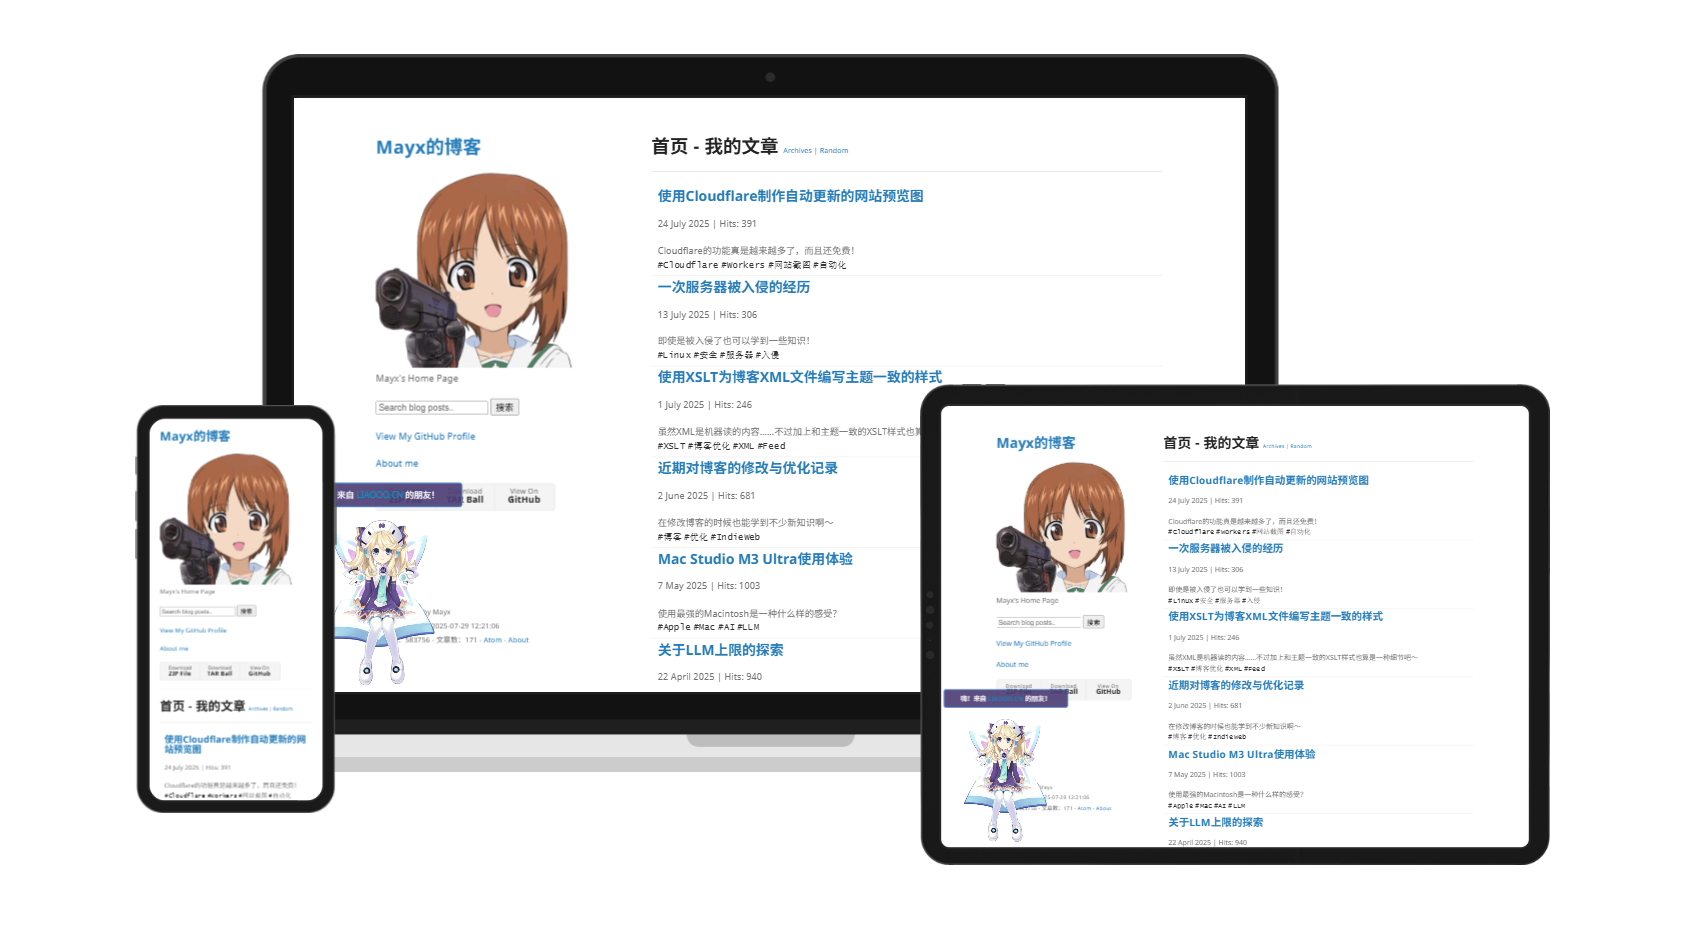 Mayx的博客
Mayx's Home Page
Search blog posts..
搜索
View My GitHub Profile
About me
来自 LIAOOO.CN 的朋友！
Ball
View On
GitHub
by Mayx
2025-07-29 12:21:06
583756 - 文章数：171 - Atom - About
首页 - 我的文章 Archives | Random
使用Cloudflare制作自动更新的网站预览图
24 July 2025 | Hits: 391
Cloudflare的功能真是越来越多了，而且还免费！
#Cloudflare #Workers #网站截图 #自动化
一次服务器被入侵的经历
13 July 2025 | Hits: 306
即使是被入侵了也可以学到一些知识！
#Linux #安全 #服务器 #入侵
使用XSLT为博客XML文件编写主题一致的样式
1 July 2025 | Hits: 246
虽然XML是机器读的内容……不过加上和主题一致的XSLT样式也算
#XSLT #博客优化 #XML #Feed
近期对博客的修改与优化记录
2 June 2025 | Hits: 681
在修改博客的时候也能学到不少新知识啊～
#博客 #优化 #IndieWeb
Mac Studio M3 Ultra使用体验
7 May 2025 | Hits: 1003
使用最强的Macintosh是一种什么样的感受？
#Apple #Mac #AI #LLM
关于LLM上限的探索
22 April 2025 | Hits: 940
Mayx的博客
Mayx's Home Page
Search blog posts..
搜索
View My GitHub Profile
About me
Download
ZIP File
Download
TAR Ball
View On
GitHub
首页 - 我的文章 Archives | Random
使用Cloudflare制作自动更新的网
站预览图
24 July 2025 | Hits: 391
Cloudflare的功能真是越来越多了，而且还免费！
#Cloudflare #Workers #网站截图 #自动化
Mayx的博客
Mayx's Home Page
Search blog posts..
搜索
View My GitHub Profile
About me
View On
GitHub
嗨！来自 的朋友！
Mayx
25-07-29 12:21:06
文章数：171 - Atom - About
首页 - 我的文章 Archives | Random
使用Cloudflare制作自动更新的网站预览图
24 July 2025 | Hits: 391
Cloudflare的功能真是越来越多了，而且还免费！
#Cloudflare #Workers #网站截图 #自动化
一次服务器被入侵的经历
13 July 2025 | Hits: 306
即使是被入侵了也可以学到一些知识！
#Linux #安全 #服务器 #入侵
使用XSLT为博客XML文件编写主题一致的样式
1 July 2025 | Hits: 246
虽然XML是机器读的内容……不过加上和主题一致的XSLT样式也算是一种细节吧～
#XSLT #博客优化 #XML #Feed
近期对博客的修改与优化记录
2 June 2025 | Hits: 681
在修改博客的时候也能学到不少新知识啊～
#博客 #优化 #IndieWeb
Mac Studio M3 Ultra使用体验
7 May 2025 | Hits: 1003
使用最强的Macintosh是一种什么样的感受？
#Apple #Mac #AI #LLM
关于LLM上限的探索
22 April 2025 | Hits: 940